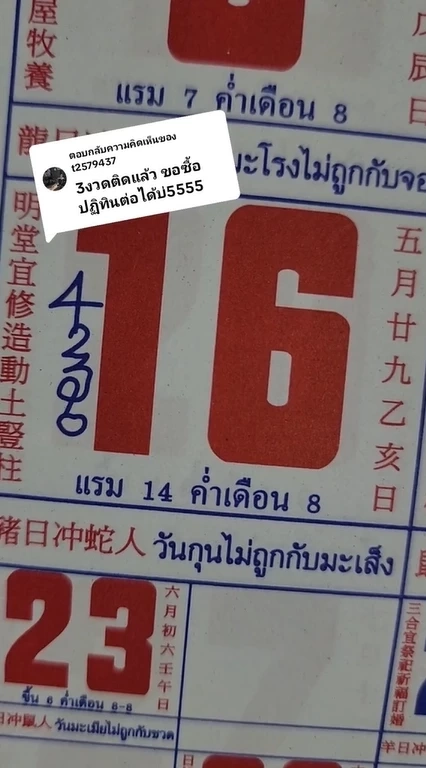 屋牧養
แรม 7 ค่ำเดือน 8
戊辰日
龍日
มะโรงไม่ถูกกับจอ
ตอบกลับความคิดเห็นของ
t2579437
3งวดติดแล้ว ขอซื้อ
ปฏิทินต่อได้บ่5555
明堂宜修造動土豎柱
16
五月廿九乙亥日
แรม 14 ค่ำเดือน 8
豬日冲蛇人 วันกุนไม่ถูกกับมะเส็ง
23
六月初六壬午日
ขึ้น 6 ค่ำเดือน 8-8
日冲鼠人 วันมะเมียไม่ถูกกับชวด
三合宜祭祀祈福訂婚
羊日冲